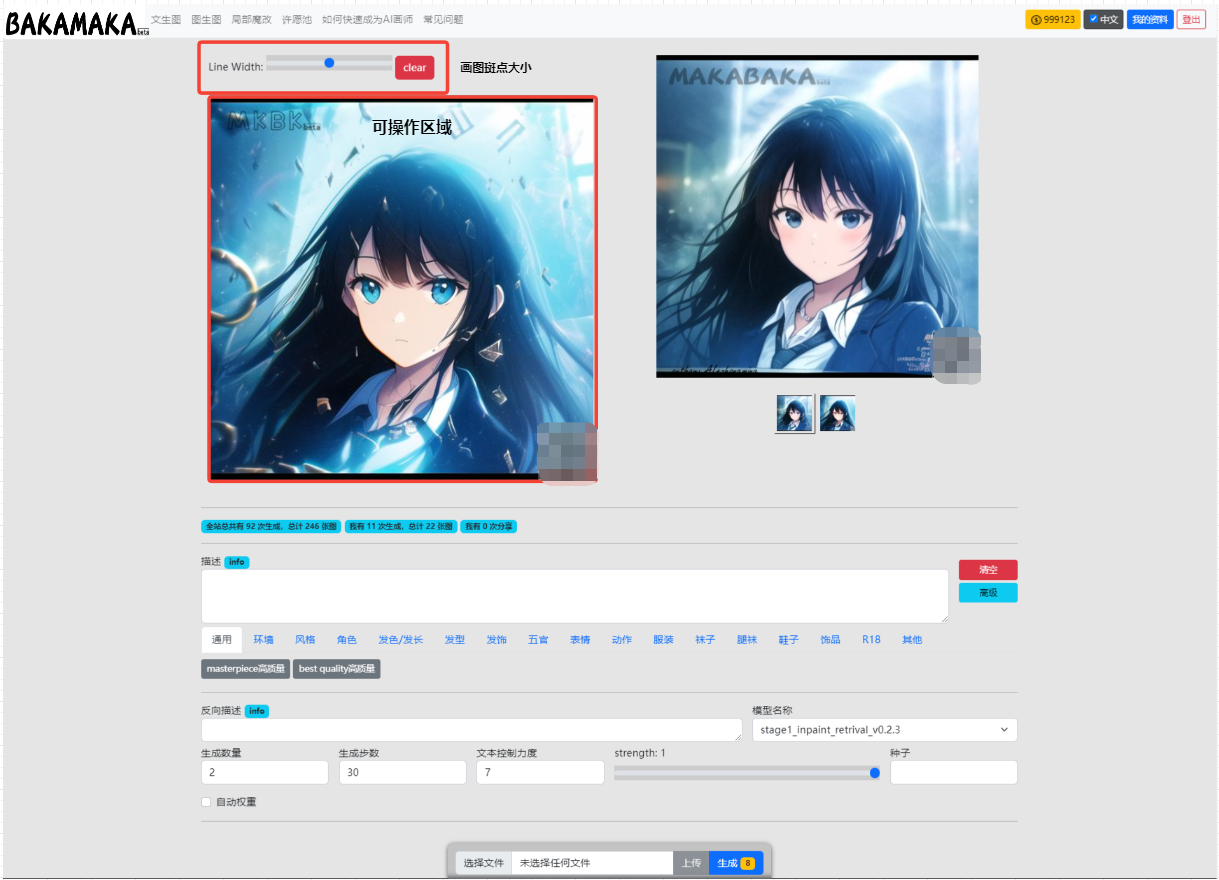 BAKAMAKA beta 文生图 图生图 局部魔改 许愿池 如何快速成为AI画师 常见问题 999123 中文 我的资料 登出
Line Width: clear 画图斑点大小
MKBK beta 可操作区域
MAKABAKA beta
全站总共有 92 次生成，总计 246 张图 我有 11 次生成，总计 22 张图 我有 0 次分享
描述 info
清空
高级
通用 环境 风格 角色 发色/发长 发型 发饰 五官 表情 动作 服装 袜子 腿袜 鞋子 饰品 R18 其他
masterpiece高质量 best quality高质量
反向描述 info 模型名称
stage1_inpaint_retrival_v0.2.3
生成数量 生成步数 文本控制力度 strength: 1 种子
2 30 7
自动权重
选择文件 未选择任何文件 上传 生成 8